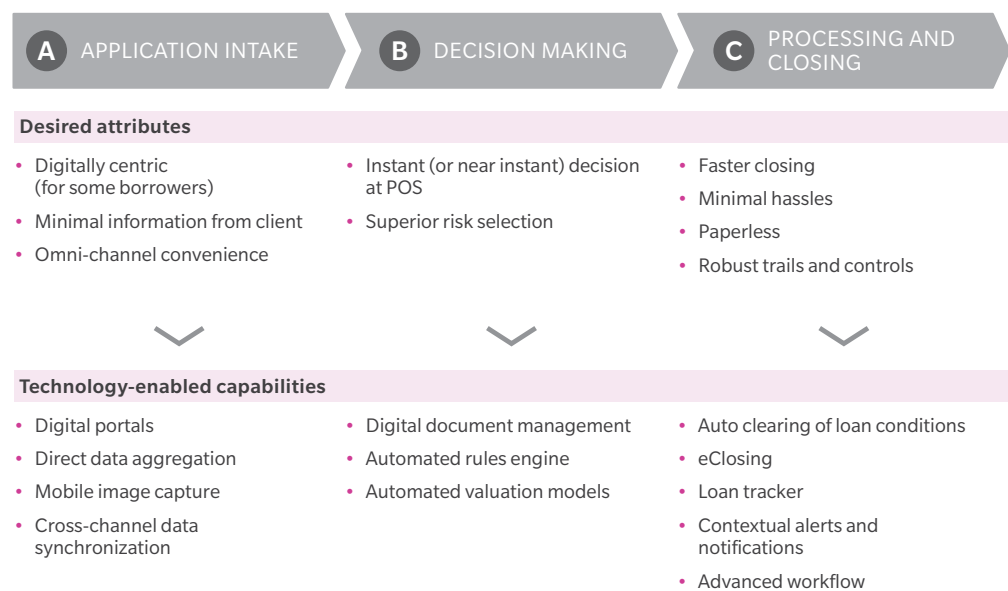 A APPLICATION INTAKE
B DECISION MAKING
C PROCESSING AND
CLOSING
Desired attributes
• Digitally centric
(for some borrowers)
• Minimal information from client
• Omni-channel convenience
• Instant (or near instant) decision
at POS
• Superior risk selection
• Faster closing
• Minimal hassles
• Paperless
• Robust trails and controls
Technology-enabled capabilities
• Digital portals
• Direct data aggregation
• Mobile image capture
• Cross-channel data
synchronization
• Digital document management
• Automated rules engine
• Automated valuation models
• Auto clearing of loan conditions
• eClosing
• Loan tracker
• Contextual alerts and
notifications
• Advanced workflow